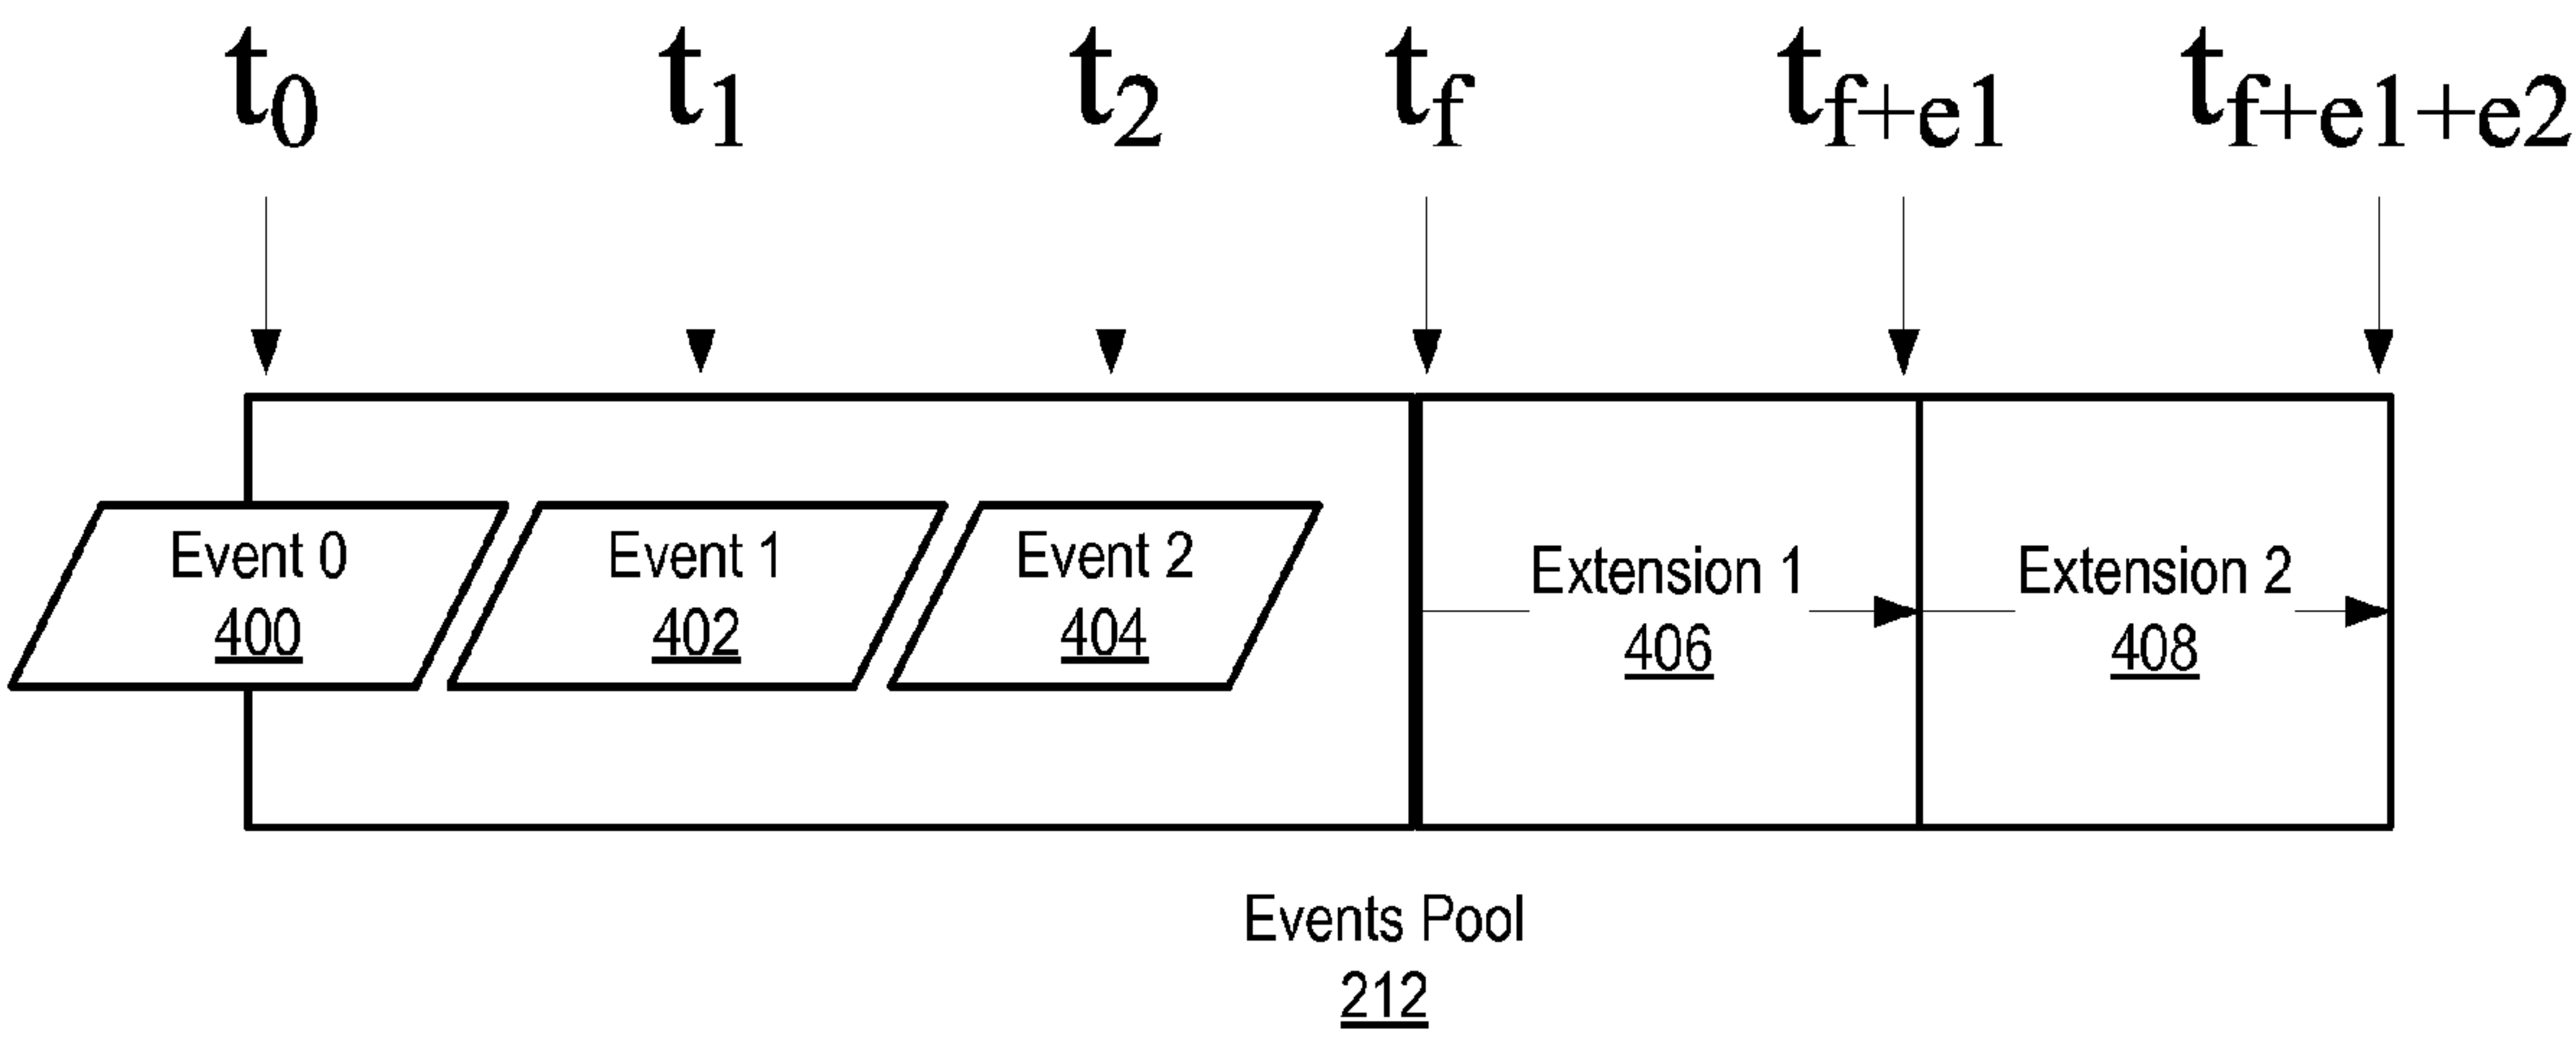 t0 t1 t2 tf tf+e1 tf+e1+e2
Event 0
400
Event 1
402
Event 2
404
Extension 1
406
Extension 2
408
Events Pool
212